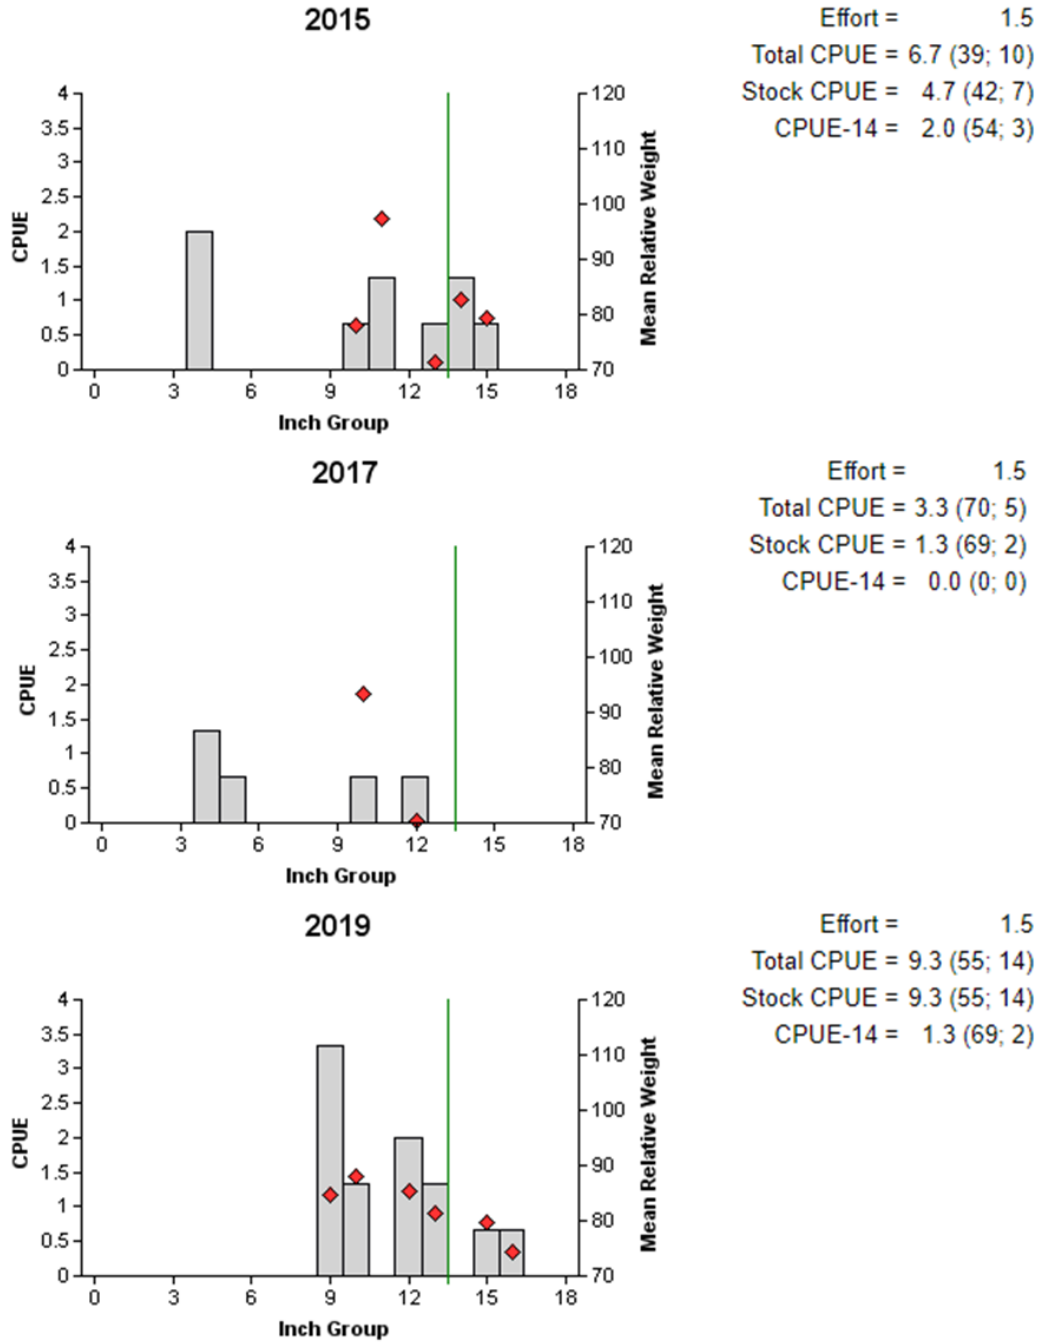 2015
Effort = 1.5
Total CPUE = 6.7 (39; 10)
Stock CPUE = 4.7 (42; 7)
CPUE-14 = 2.0 (54; 3)
4
3.5
3
2.5
2
1.5
1
0.5
0
CPUE
120
110
100
90
80
70
Mean Relative Weight
0 3 6 9 12 15 18
Inch Group
2017
Effort = 1.5
Total CPUE = 3.3 (70; 5)
Stock CPUE = 1.3 (69; 2)
CPUE-14 = 0.0 (0; 0)
4
3.5
3
2.5
2
1.5
1
0.5
0
CPUE
120
110
100
90
80
70
Mean Relative Weight
0 3 6 9 12 15 18
Inch Group
2019
Effort = 1.5
Total CPUE = 9.3 (55; 14)
Stock CPUE = 9.3 (55; 14)
CPUE-14 = 1.3 (69; 2)
4
3.5
3
2.5
2
1.5
1
0.5
0
CPUE
120
110
100
90
80
70
Mean Relative Weight
0 3 6 9 12 15 18
Inch Group